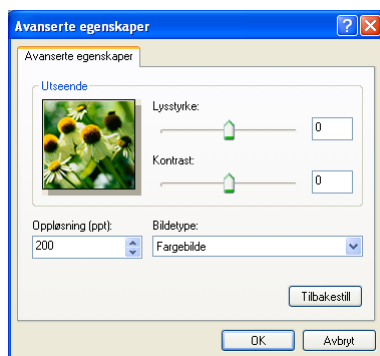 Avanserte egenskaper
Avanserte egenskaper
Utseende
Lysstyrke:
0
Kontrast:
0
Oppløsning (ppt): Bildetype:
200 Fargebilde
Tilbakestill
OK Avbryt